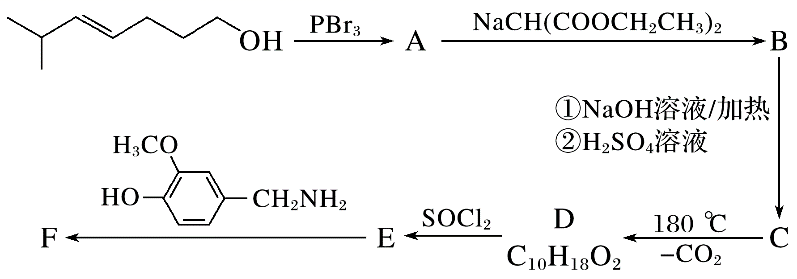 OH
PBr₃
A
NaCH(COOCH₂CH₃)₂
B
①NaOH溶液/加热
②H₂SO₄溶液
C
180 ℃
−CO₂
D
C₁₀H₁₈O₂
SOCl₂
E
H₃CO
HO
CH₂NH₂
F